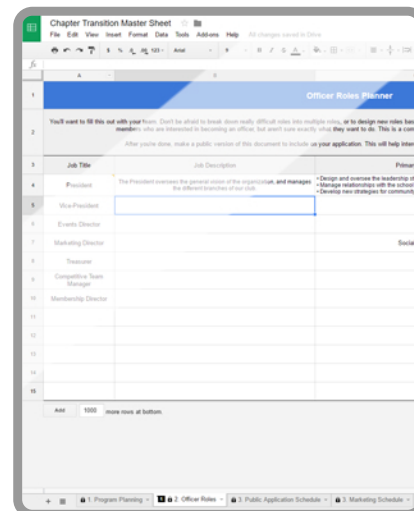 Chapter Transition Master Sheet
File Edit View Insert Format Data Tools Add-ons Help All changes saved in Drive
$ % .0 .00 123 Arial B I S A
fx
A B
1 Officer Roles Planner
2 You'll want to fill this out with your team. Don't be afraid to break down really difficult roles into multiple roles, or to design new roles bas
members who are interested in becoming an officer, but aren't sure exactly what they want to do. This is a com
After you're done, make a public version of this document to include us your application. This will help inter
3 Job Title Job Description Primar
4 President The President oversees the general vision of the organization, and manages the different branches of our club.
• Design and oversee the leadership of
• Manage relationships with the school
• Develop new strategies for community
5 Vice-President
6 Events Director
7 Marketing Director Social
8 Treasurer
9 Competitive Team Manager
10 Membership Director
11
12
13
14
15
Add 1000 more rows at bottom.
+ 1. Program Planning 2. Officer Roles 3. Public Application Schedule 3. Marketing Schedule